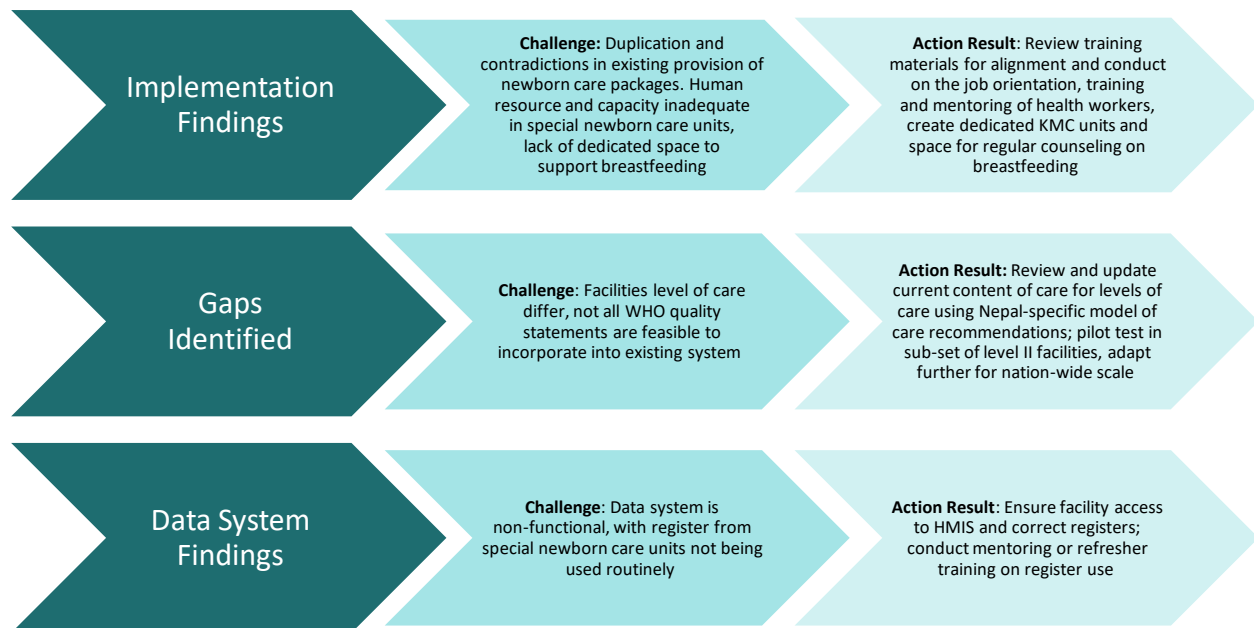 Implementation
Findings
Challenge: Duplication and
contradictions in existing provision of
newborn care packages. Human
resource and capacity inadequate
in special newborn care units,
lack of dedicated space to
support breastfeeding
Action Result: Review training
materials for alignment and conduct
on the job orientation, training
and mentoring of health workers,
create dedicated KMC units and
space for regular counseling on
breastfeeding
Gaps
Identified
Challenge: Facilities level of care
differ, not all WHO quality
statements are feasible to
incorporate into existing system
Action Result: Review and update
current content of care for levels of
care using Nepal-specific model of
care recommendations; pilot test in
sub-set of level II facilities, adapt
further for nation-wide scale
Data System
Findings
Challenge: Data system is
non-functional, with register from
special newborn care units not being
used routinely
Action Result: Ensure facility access
to HMIS and correct registers;
conduct mentoring or refresher
training on register use